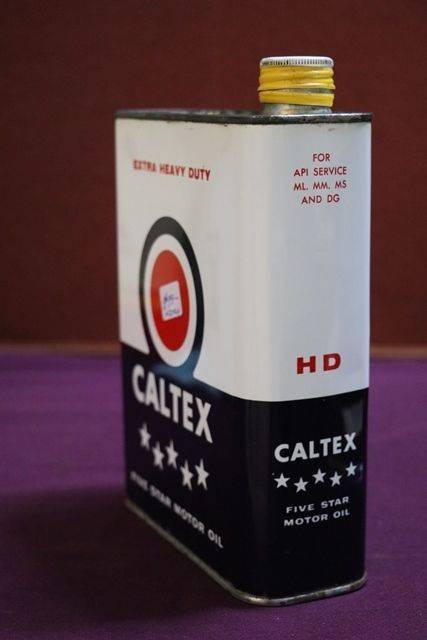 EXTRA HEAVY DUTY
CALTEX
FIVE STAR MOTOR OIL
FOR
API SERVICE
ML, MM, MS
AND DG
HD
CALTEX
FIVE STAR
MOTOR OIL